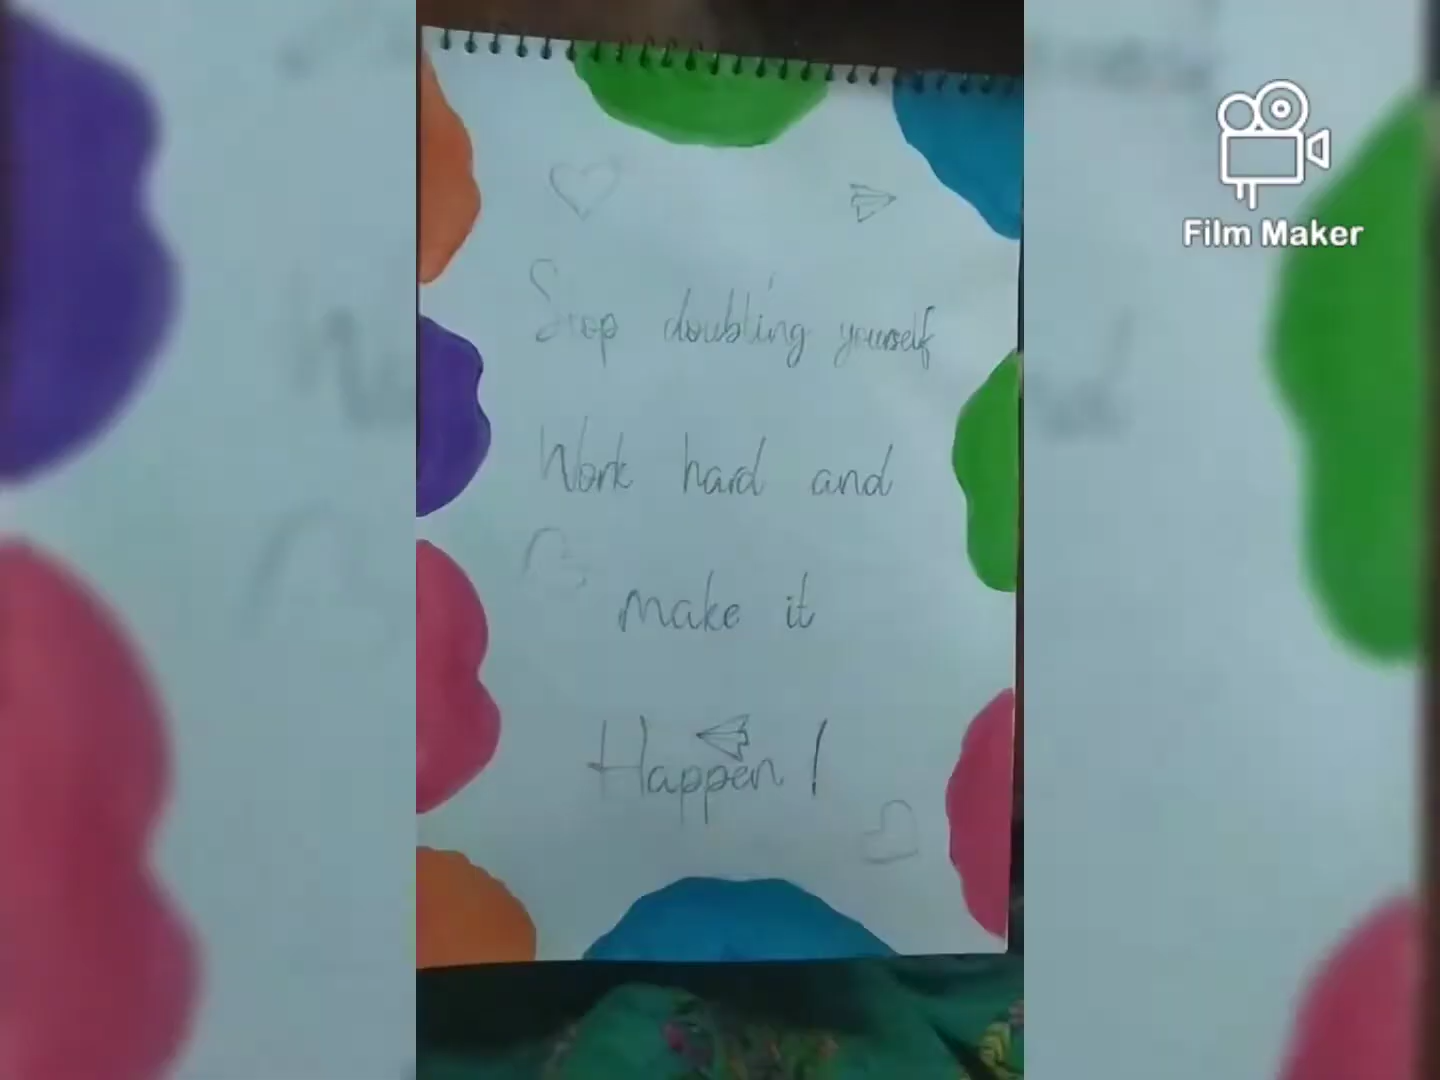 Film Maker
Stop doubting yourself
Work hard and
make it
Happen!